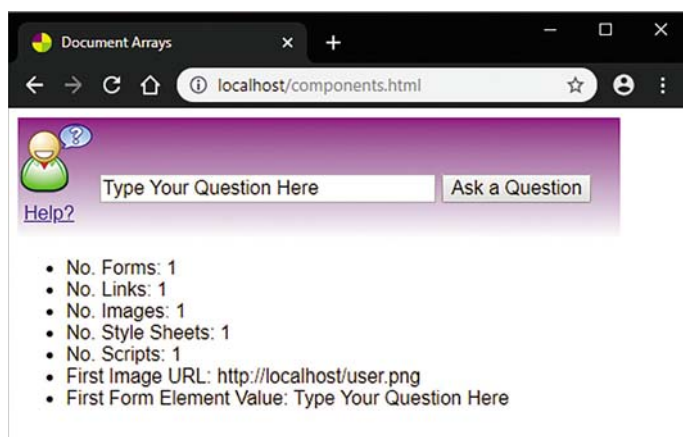 Document Arrays
localhost/components.html
?
Type Your Question Here Ask a Question
Help?
No. Forms: 1
No. Links: 1
No. Images: 1
No. Style Sheets: 1
No. Scripts: 1
First Image URL: http://localhost/user.png
First Form Element Value: Type Your Question Here